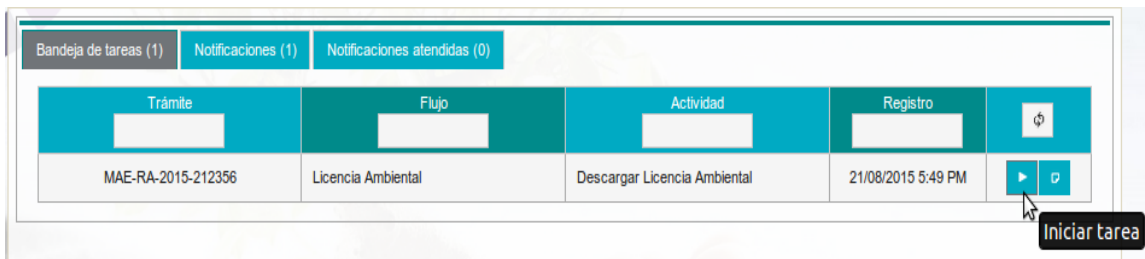 Bandeja de tareas (1) Notificaciones (1) Notificaciones atendidas (0)
Trámite Flujo Actividad Registro
MAE-RA-2015-212356 Licencia Ambiental Descargar Licencia Ambiental 21/08/2015 5:49 PM
Iniciar tarea